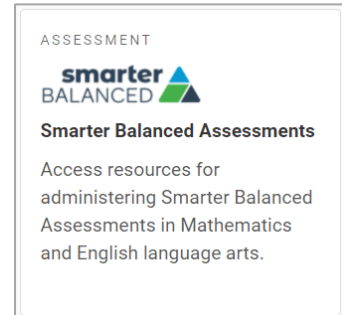 ASSESSMENT
smarter
BALANCED
Smarter Balanced Assessments
Access resources for
administering Smarter Balanced
Assessments in Mathematics
and English language arts.